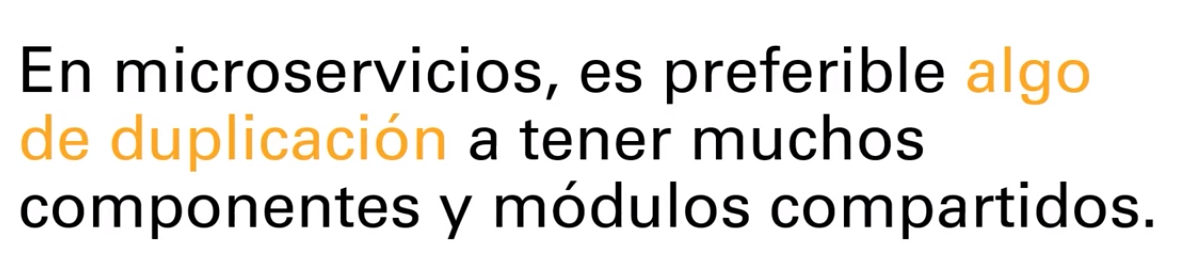 En microservicios, es preferible algo
de duplicación a tener muchos
componentes y módulos compartidos.